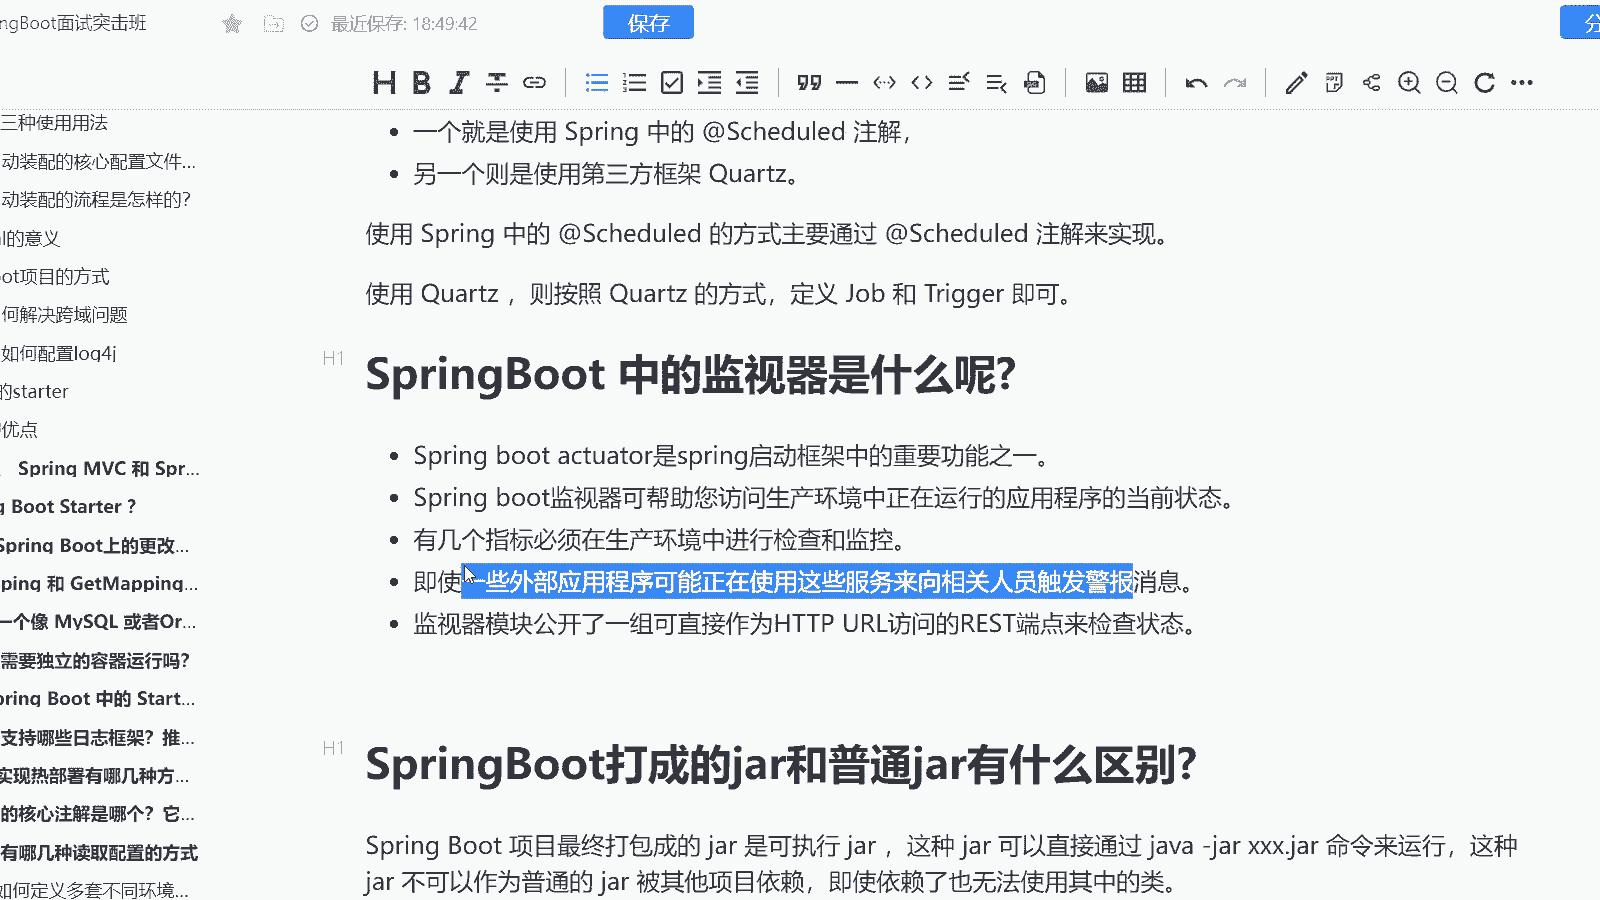 ngBoot面试突击班
最近保存: 18:49:42
保存
三种使用用法
动装配的核心配置文件...
动装配的流程是怎样的?
的意义
ot项目的方式
何解决跨域问题
如何配置log4j
的starter
优点
Spring MVC 和 Spr...
g Boot Starter ?
Spring Boot上的更改...
ping 和 GetMapping...
一个像 MySQL 或者Or...
需要独立的容器运行吗?
pring Boot 中的 Start...
支持哪些日志框架? 推...
实现热部署有哪几种方...
的核心注解是哪个? 它...
有哪几种读取配置的方式
如何定义多套不同环境...
一个就是使用 Spring 中的 @Scheduled 注解，
另一个则是使用第三方框架 Quartz。
使用 Spring 中的 @Scheduled 的方式主要通过 @Scheduled 注解来实现。
使用 Quartz ，则按照 Quartz 的方式，定义 Job 和 Trigger 即可。
H1
SpringBoot 中的监视器是什么呢?
Spring boot actuator是spring启动框架中的重要功能之一。
Spring boot监视器可帮助您访问生产环境中正在运行的应用程序的当前状态。
有几个指标必须在生产环境中进行检查和监控。
即使一些外部应用程序可能正在使用这些服务来向相关人员触发警报消息。
监视器模块公开了一组可直接作为HTTP URL访问的REST端点来检查状态。
H1
SpringBoot打成的jar和普通jar有什么区别?
Spring Boot 项目最终打包成的 jar 是可执行 jar ，这种 jar 可以直接通过 java -jar xxx.jar 命令来运行，这种
jar 不可以作为普通的 jar 被其他项目依赖，即使依赖了也无法使用其中的类。